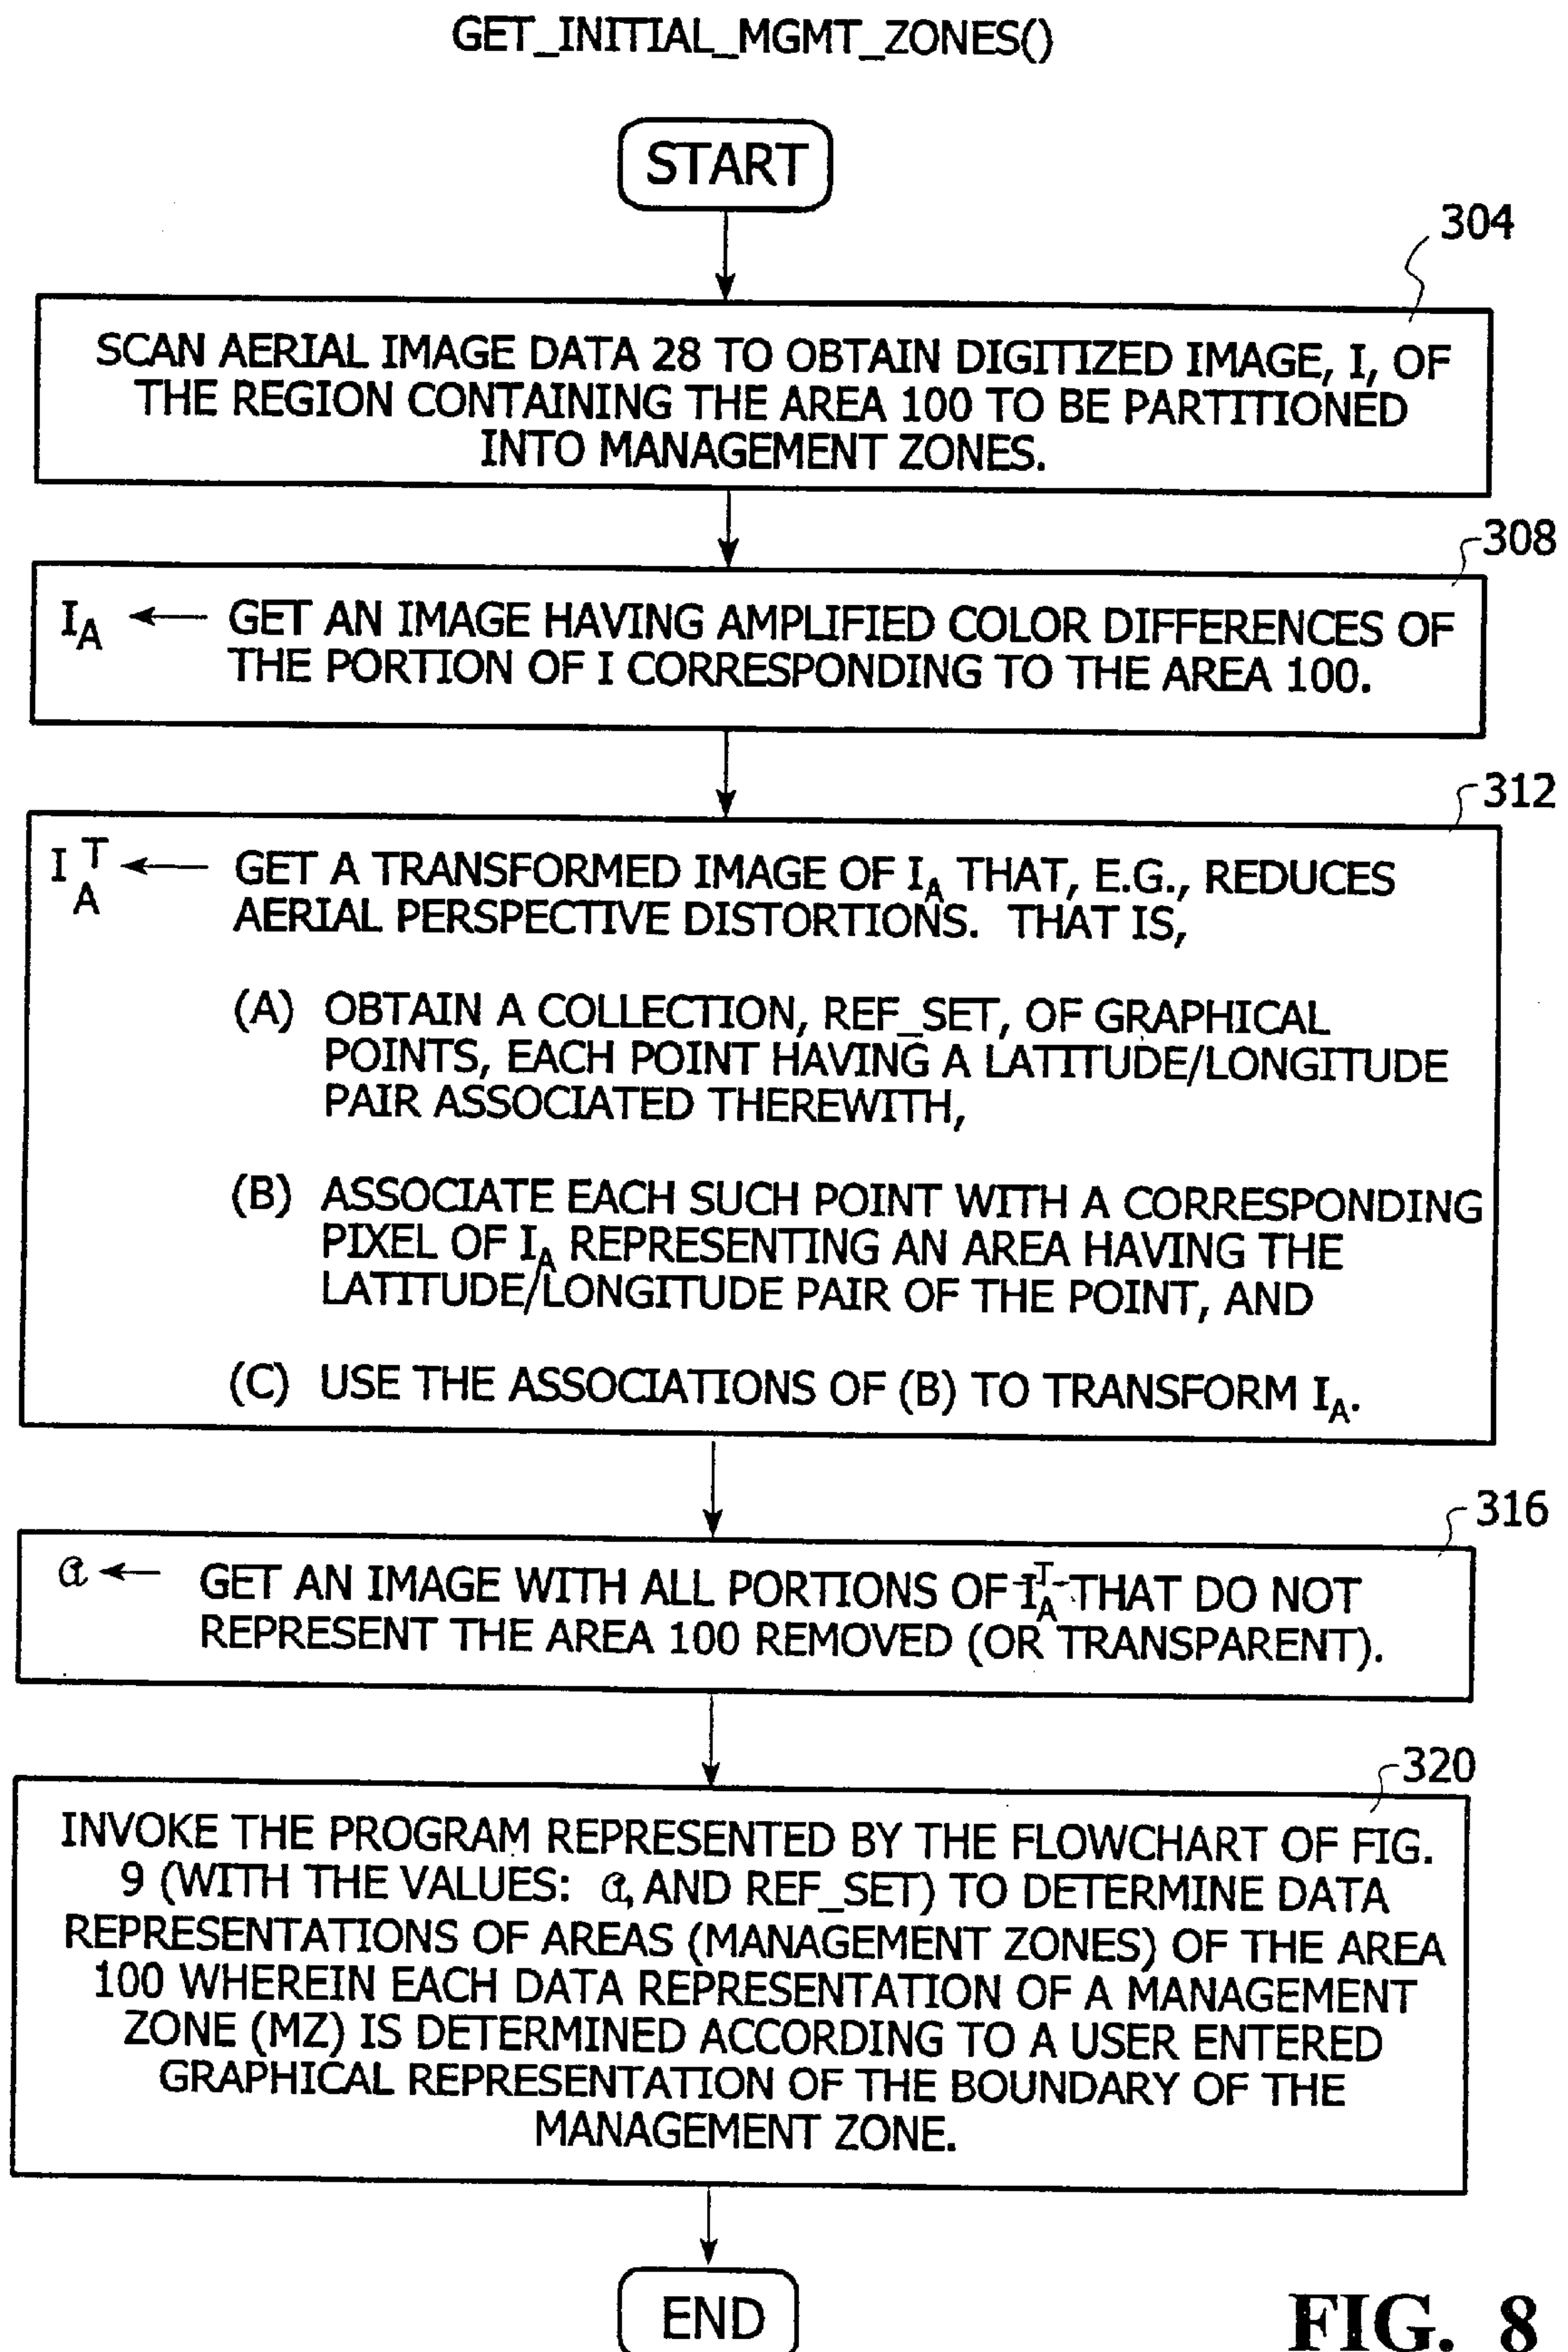 GET_INITIAL_MGMT_ZONES()
START
304
SCAN AERIAL IMAGE DATA 28 TO OBTAIN DIGITIZED IMAGE, I, OF
THE REGION CONTAINING THE AREA 100 TO BE PARTITIONED
INTO MANAGEMENT ZONES.
308
I_A ← GET AN IMAGE HAVING AMPLIFIED COLOR DIFFERENCES OF
THE PORTION OF I CORRESPONDING TO THE AREA 100.
312
I_A^T ← GET A TRANSFORMED IMAGE OF I_A THAT, E.G., REDUCES
AERIAL PERSPECTIVE DISTORTIONS. THAT IS,
(A) OBTAIN A COLLECTION, REF_SET, OF GRAPHICAL
POINTS, EACH POINT HAVING A LATITUDE/LONGITUDE
PAIR ASSOCIATED THEREWITH,
(B) ASSOCIATE EACH SUCH POINT WITH A CORRESPONDING
PIXEL OF I_A REPRESENTING AN AREA HAVING THE
LATITUDE/LONGITUDE PAIR OF THE POINT, AND
(C) USE THE ASSOCIATIONS OF (B) TO TRANSFORM I_A.
316
𝒶 ← GET AN IMAGE WITH ALL PORTIONS OF I_A^T THAT DO NOT
REPRESENT THE AREA 100 REMOVED (OR TRANSPARENT).
320
INVOKE THE PROGRAM REPRESENTED BY THE FLOWCHART OF FIG.
9 (WITH THE VALUES: 𝒶, AND REF_SET) TO DETERMINE DATA
REPRESENTATIONS OF AREAS (MANAGEMENT ZONES) OF THE AREA
100 WHEREIN EACH DATA REPRESENTATION OF A MANAGEMENT
ZONE (MZ) IS DETERMINED ACCORDING TO A USER ENTERED
GRAPHICAL REPRESENTATION OF THE BOUNDARY OF THE
MANAGEMENT ZONE.
END
FIG. 8